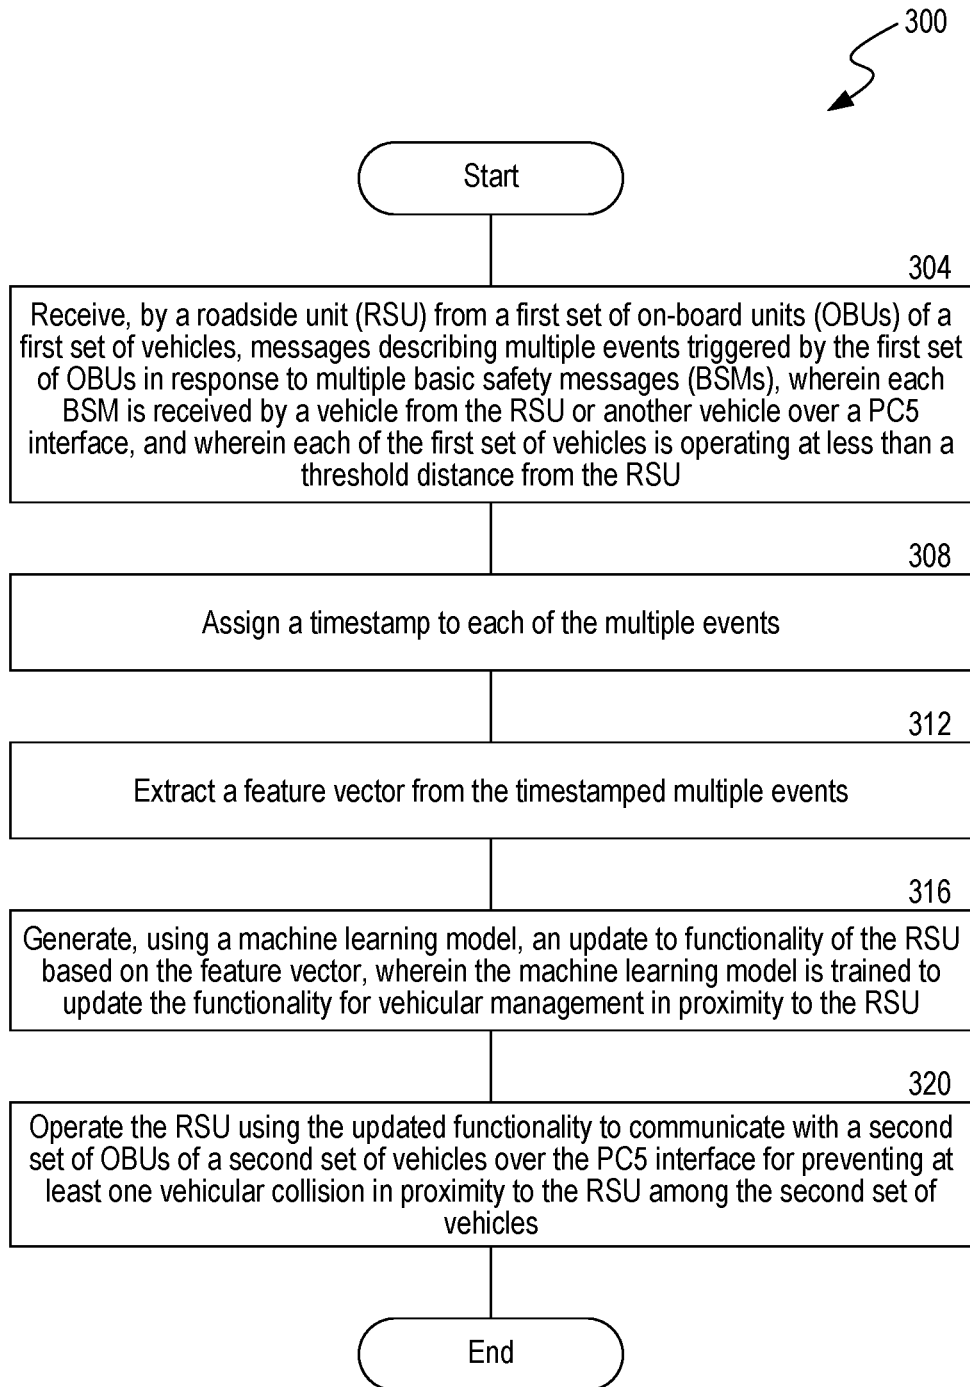 300
Start
304
Receive, by a roadside unit (RSU) from a first set of on-board units (OBUs) of a
first set of vehicles, messages describing multiple events triggered by the first set
of OBUs in response to multiple basic safety messages (BSMs), wherein each
BSM is received by a vehicle from the RSU or another vehicle over a PC5
interface, and wherein each of the first set of vehicles is operating at less than a
threshold distance from the RSU
308
Assign a timestamp to each of the multiple events
312
Extract a feature vector from the timestamped multiple events
316
Generate, using a machine learning model, an update to functionality of the RSU
based on the feature vector, wherein the machine learning model is trained to
update the functionality for vehicular management in proximity to the RSU
320
Operate the RSU using the updated functionality to communicate with a second
set of OBUs of a second set of vehicles over the PC5 interface for preventing at
least one vehicular collision in proximity to the RSU among the second set of
vehicles
End